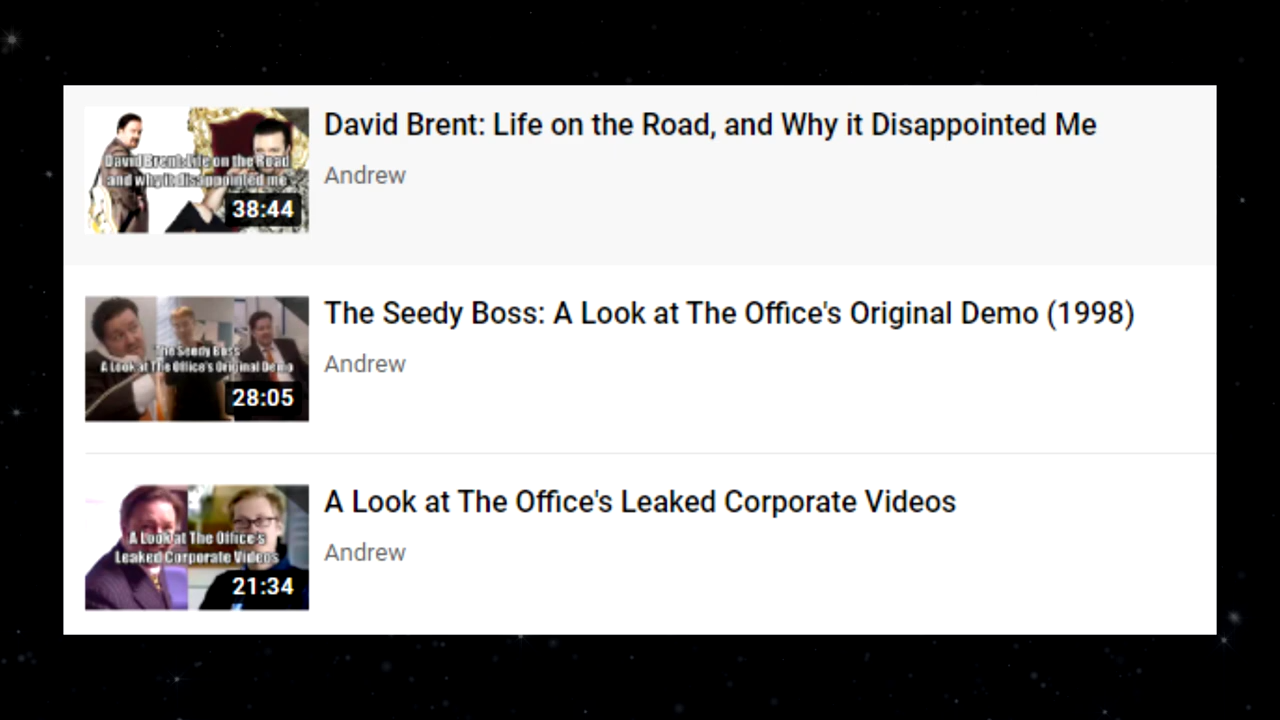 David Brent: Life on the Road
and why it disappointed me
38:44
David Brent: Life on the Road, and Why it Disappointed Me
Andrew
The Seedy Boss
A Look at The Office's Original Demo
28:05
The Seedy Boss: A Look at The Office's Original Demo (1998)
Andrew
A Look at The Office's
Leaked Corporate Videos
21:34
A Look at The Office's Leaked Corporate Videos
Andrew